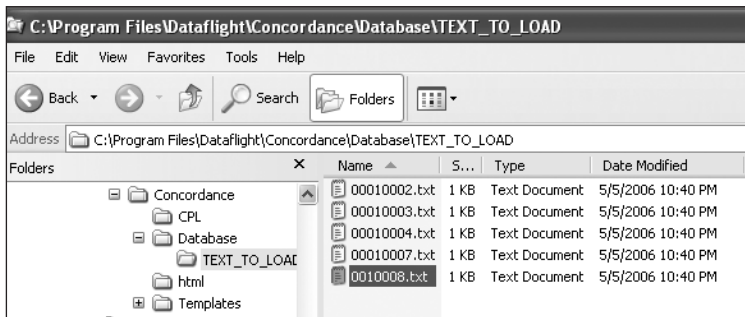 C:\Program Files\Dataflight\Concordance\Database\TEXT_TO_LOAD
File Edit View Favorites Tools Help
Back Search Folders
Address C:\Program Files\Dataflight\Concordance\Database\TEXT_TO_LOAD
Folders × Name S... Type Date Modified
Concordance 00010002.txt 1 KB Text Document 5/5/2006 10:40 PM
CPL 00010003.txt 1 KB Text Document 5/5/2006 10:40 PM
Database 00010004.txt 1 KB Text Document 5/5/2006 10:40 PM
TEXT_TO_LOAD 00010007.txt 1 KB Text Document 5/5/2006 10:40 PM
html 0010008.txt 1 KB Text Document 5/5/2006 10:40 PM
Templates